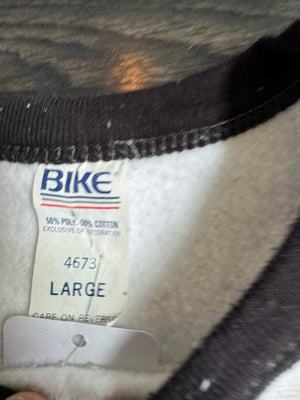 BIKE
50% POLY. 50% COTTON
EXCLUSIVE OF DECORATION
4673
LARGE
CARE ON REVERSE